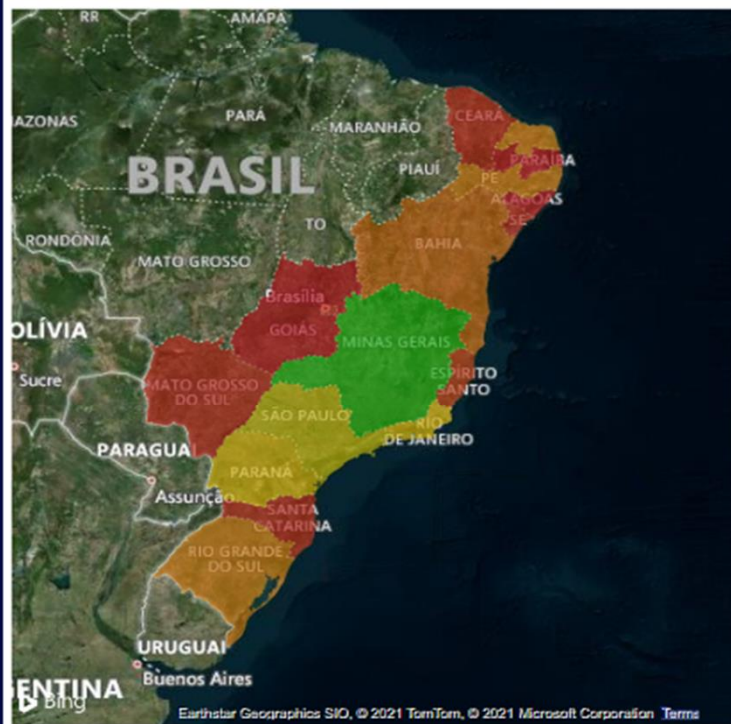 RR
AMAPÁ
AZONAS
PARÁ
MARANHÃO
CEARÁ
PIAUÍ
PARAÍBA
PE
ALAGOAS
SE
BRASIL
TO
BAHIA
RONDÔNIA
MATO GROSSO
Brasília
GOIÁS
OLÍVIA
MINAS GERAIS
Sucre
ESPÍRITO
SANTO
MATO GROSSO
DO SUL
SÃO PAULO
RIO
DE JANEIRO
PARAGUAI
PARANÁ
Assunção
SANTA
CATARINA
RIO GRANDE
DO SUL
URUGUAI
Buenos Aires
GENTINA
Bing
Earthstar Geographics SIO, © 2021 TomTom, © 2021 Microsoft Corporation Terms